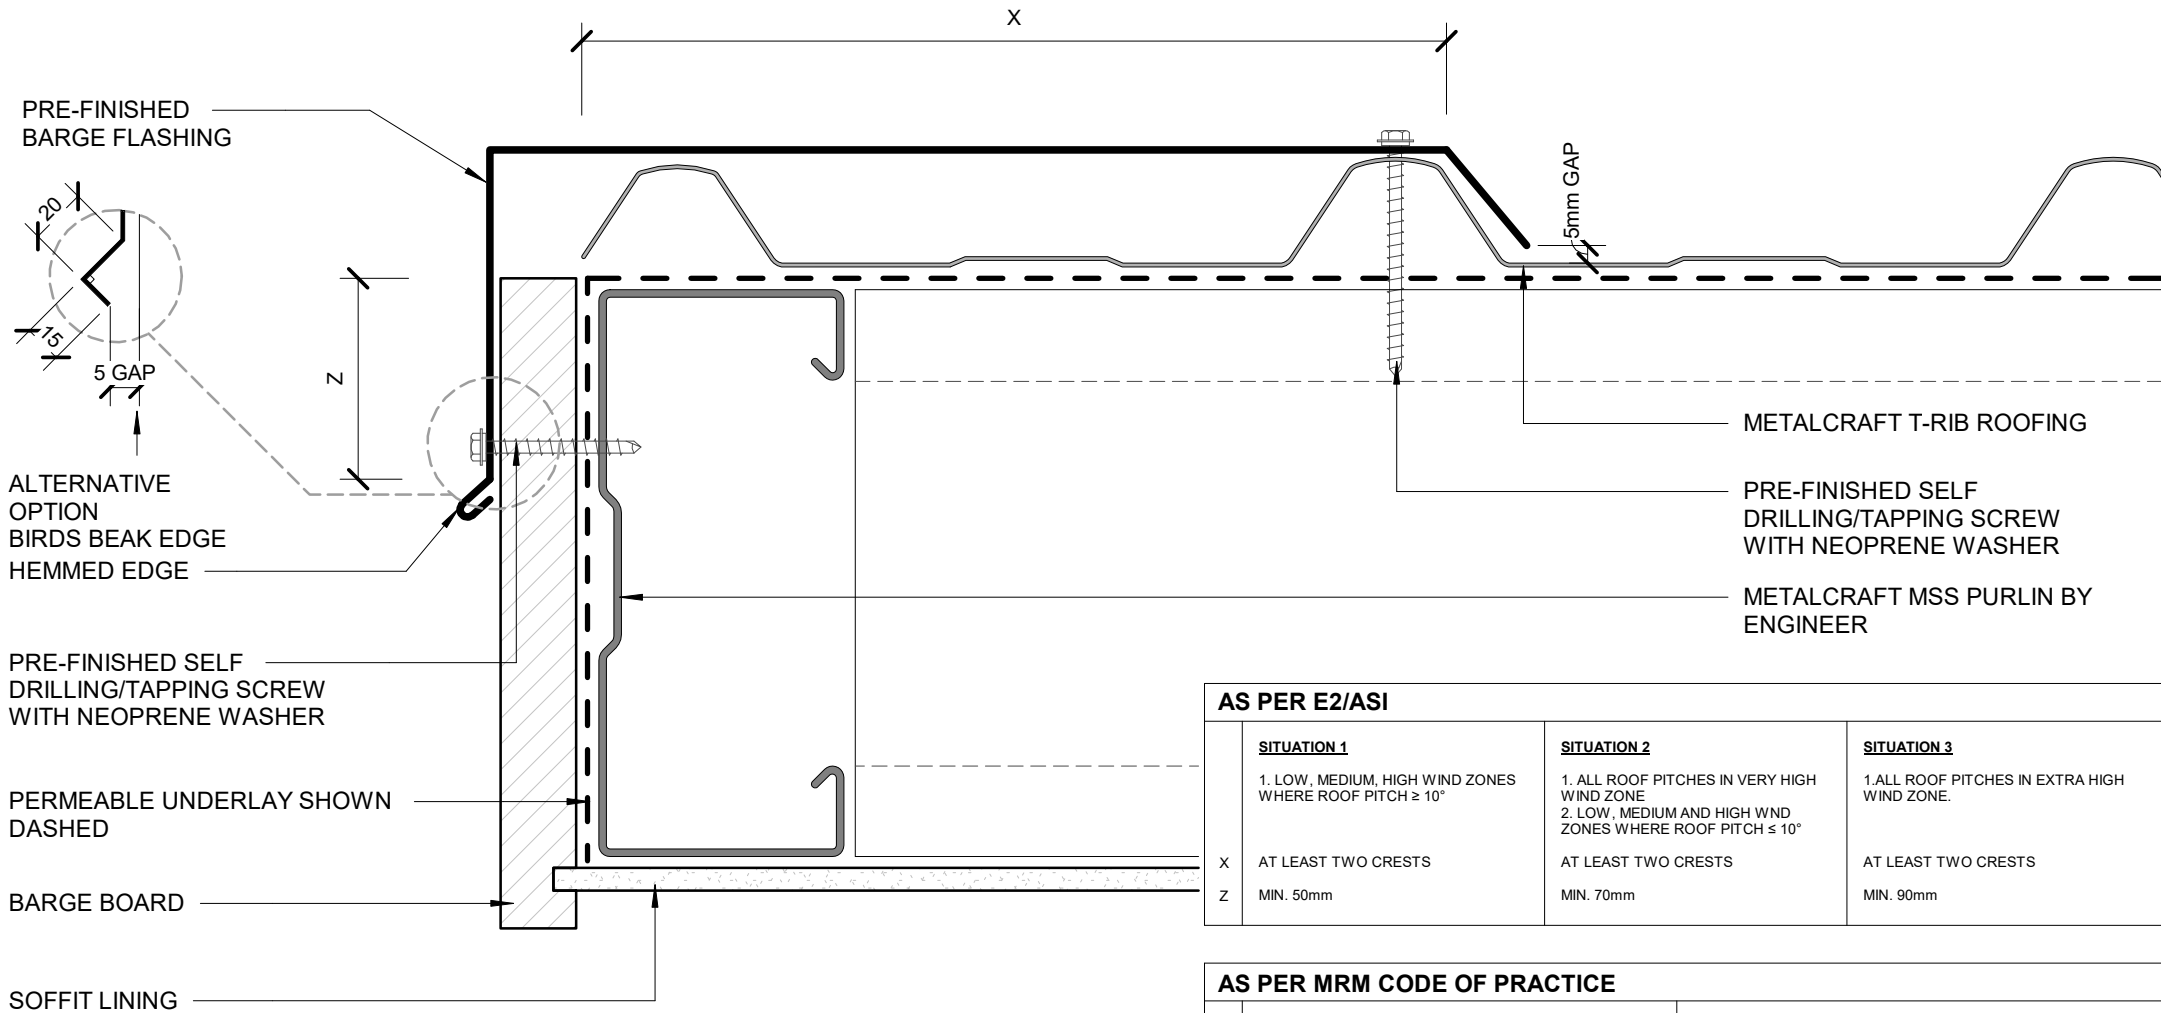 X
PRE-FINISHED
BARGE FLASHING
20
15
5 GAP
Z
5mm GAP
ALTERNATIVE
OPTION
BIRDS BEAK EDGE
HEMMED EDGE
PRE-FINISHED SELF
DRILLING/TAPPING SCREW
WITH NEOPRENE WASHER
PERMEABLE UNDERLAY SHOWN
DASHED
BARGE BOARD
SOFFIT LINING
METALCRAFT T-RIB ROOFING
PRE-FINISHED SELF
DRILLING/TAPPING SCREW
WITH NEOPRENE WASHER
METALCRAFT MSS PURLIN BY
ENGINEER
AS PER E2/ASI
SITUATION 1
1. LOW, MEDIUM, HIGH WIND ZONES
WHERE ROOF PITCH ≥ 10°
SITUATION 2
1. ALL ROOF PITCHES IN VERY HIGH
WIND ZONE
2. LOW, MEDIUM AND HIGH WND
ZONES WHERE ROOF PITCH ≤ 10°
SITUATION 3
1.ALL ROOF PITCHES IN EXTRA HIGH
WIND ZONE.
X AT LEAST TWO CRESTS AT LEAST TWO CRESTS AT LEAST TWO CRESTS
Z MIN. 50mm MIN. 70mm MIN. 90mm
AS PER MRM CODE OF PRACTICE